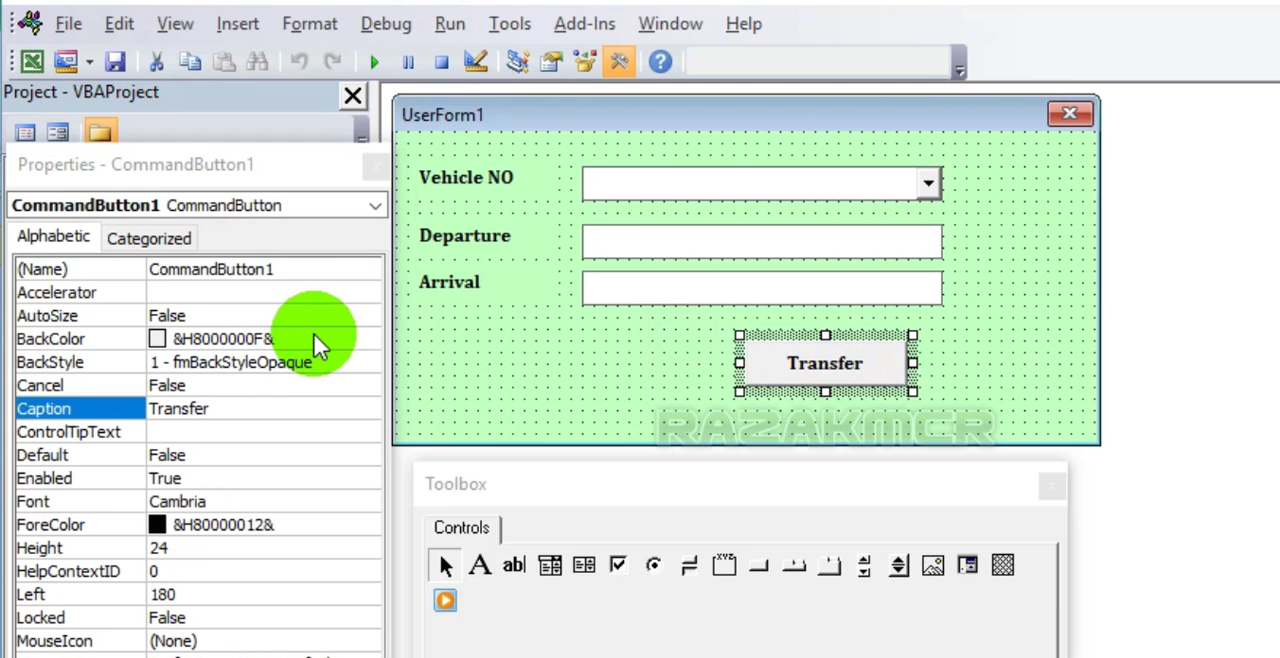 File Edit View Insert Format Debug Run Tools Add-Ins Window Help
Project - VBAProject
UserForm1
Properties - CommandButton1
CommandButton1 CommandButton
Alphabetic Categorized
(Name) CommandButton1
Accelerator
AutoSize False
BackColor &H8000000F&
BackStyle 1 - fmBackStyleOpaque
Cancel False
Caption Transfer
ControlTipText
Default False
Enabled True
Font Cambria
ForeColor &H80000012&
Height 24
HelpContextID 0
Left 180
Locked False
MouseIcon (None)
Vehicle NO
Departure
Arrival
Transfer
RAZAKMCR
Toolbox
Controls
A ab|
XYZ